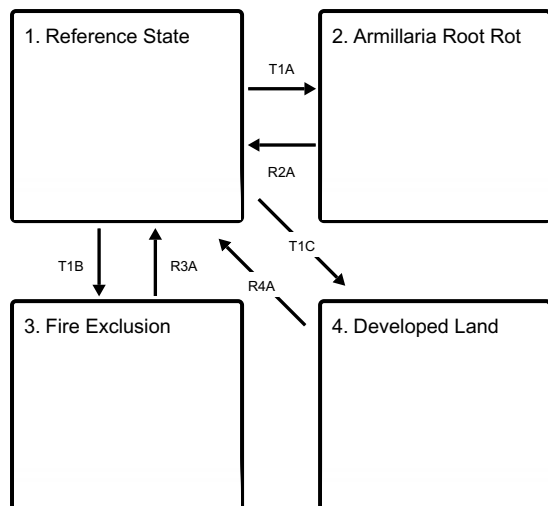 1. Reference State
2. Armillaria Root Rot
T1A
R2A
T1B
R3A
T1C
R4A
3. Fire Exclusion
4. Developed Land